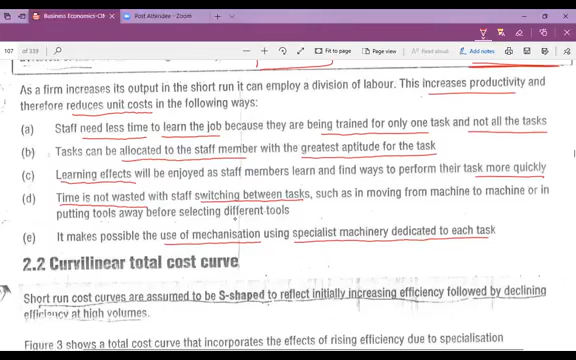 Business Economics-CN
Post Attendee - Zoom
107 of 339
Fit to page
Page view
Read aloud
Add notes
As a firm increases its output in the short run it can employ a division of labour. This increases productivity and
therefore reduces unit costs in the following ways:
(a) Staff need less time to learn the job because they are being trained for only one task and not all the tasks
(b) Tasks can be allocated to the staff member with the greatest aptitude for the task
(c) Learning effects will be enjoyed as staff members learn and find ways to perform their task more quickly
(d) Time is not wasted with staff switching between tasks, such as in moving from machine to machine or in
putting tools away before selecting different tools
(e) It makes possible the use of mechanisation using specialist machinery dedicated to each task
2.2 Curvilinear total cost curve
Short run cost curves are assumed to be S-shaped to reflect initially increasing efficiency followed by declining
efficiency at high volumes.
Figure 3 shows a total cost curve that incorporates the effects of rising efficiency due to specialisation